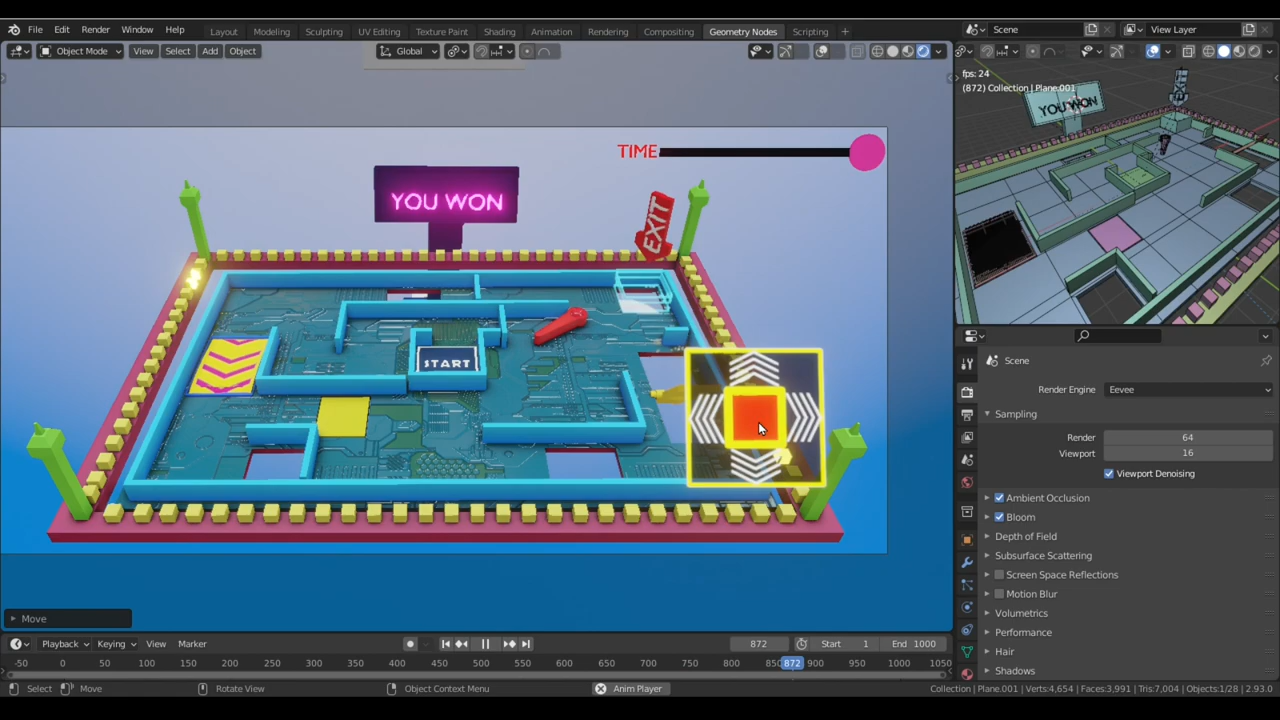 File Edit Render Window Help Layout Modeling Sculpting UV Editing Texture Paint Shading Animation Rendering Compositing Geometry Nodes Scripting + Scene View Layer
Object Mode View Select Add Object Global
fps: 24
(872) Collection | Plane.001
YOU WON
TIME
YOU WON
EXIT
START
Scene
Render Engine Eevee
Sampling
Render 64
Viewport 16
Viewport Denoising
Ambient Occlusion
Bloom
Depth of Field
Subsurface Scattering
Screen Space Reflections
Motion Blur
Volumetrics
Performance
Hair
Shadows
Move
Playback Keying View Marker 872 Start 1 End 1000
-50 0 50 100 150 200 250 300 350 400 450 500 550 600 650 700 750 800 872 900 950 1000 1050
Select Move Rotate View Object Context Menu Anim Player Collection | Plane.001 | Verts:4,654 | Faces:3,991 | Tris:7,004 | Objects:1/28 | 2.93.0